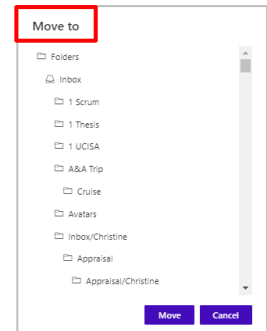 Move to
Folders
Inbox
1 Scrum
1 Thesis
1 UCISA
A&A Trip
Cruise
Avatars
Inbox/Christine
Appraisal
Appraisal/Christine
Move Cancel